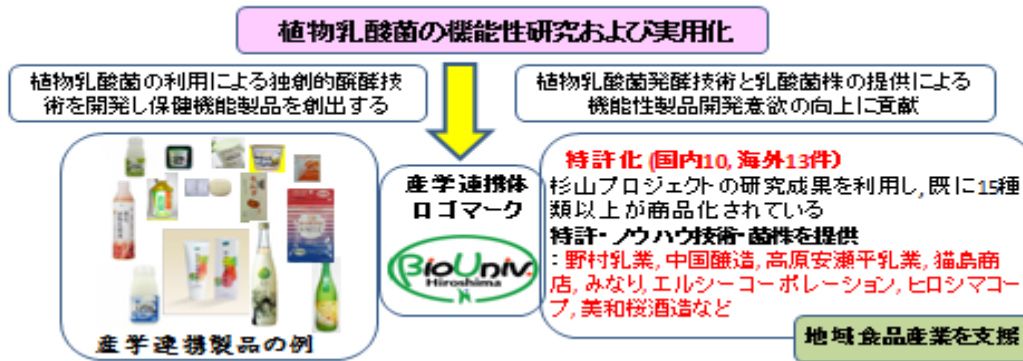 植物乳酸菌の機能性研究および実用化
植物乳酸菌の利用による独創的醗酵技
術を開発し保健機能製品を創出する
植物乳酸菌発酵技術と乳酸菌株の提供による
機能性製品開発意欲の向上に貢献
産学連携製品の例
産学連携体
ロゴマーク
BioUniv.
Hiroshima
特許化 (国内10, 海外13件)
杉山プロジェクトの研究成果を利用し, 既に15種
類以上が商品化されている
特許・ノウハウ技術・菌性を提供
：野村乳業, 中国醸造, 高原安瀬平乳業, 猫島商
店, みなり, エルシーコーポレーション, ヒロシマコー
プ, 美和桜酒造など
地域食品産業を支援